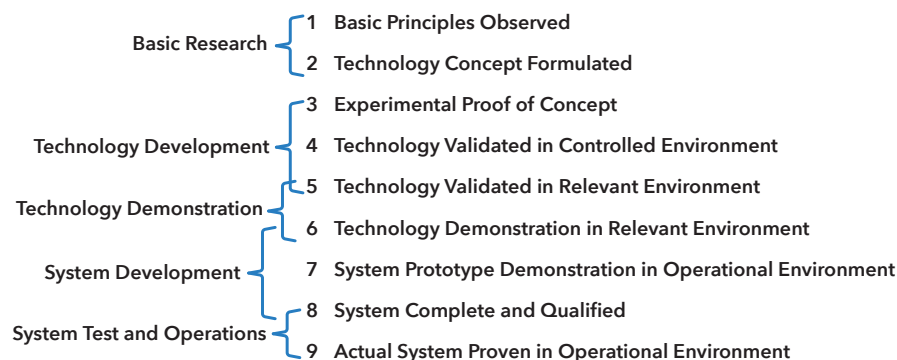 Basic Research
1 Basic Principles Observed
2 Technology Concept Formulated
Technology Development
3 Experimental Proof of Concept
4 Technology Validated in Controlled Environment
5 Technology Validated in Relevant Environment
Technology Demonstration
6 Technology Demonstration in Relevant Environment
System Development
7 System Prototype Demonstration in Operational Environment
8 System Complete and Qualified
System Test and Operations
9 Actual System Proven in Operational Environment